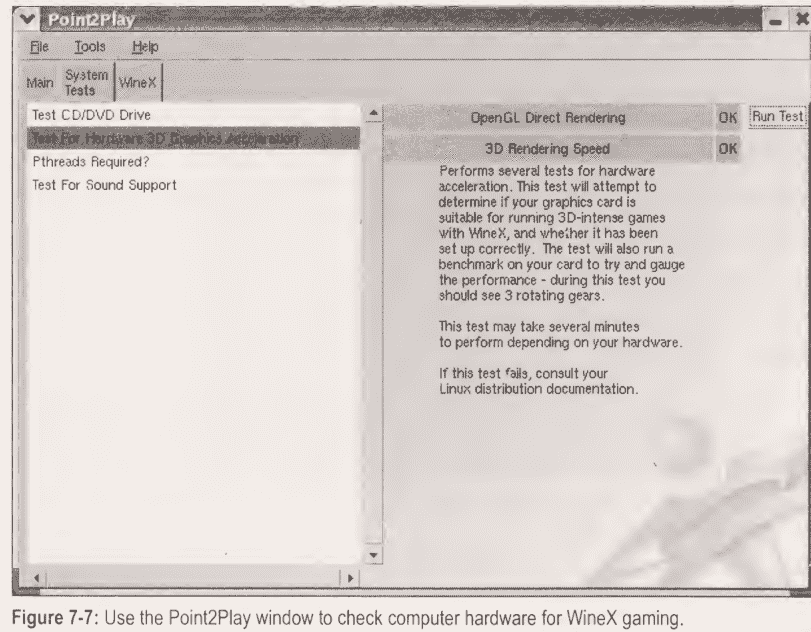 Point2Play
File Tools Help
Main System Tests WineX
Test CD/DVD Drive
Test For Hardware 3D Graphics Acceleration
Pthreads Required?
Test For Sound Support
OpenGL Direct Rendering OK Run Test
3D Rendering Speed OK
Performs several tests for hardware
acceleration. This test will attempt to
determine if your graphics card is
suitable for running 3D-intense games
with WineX, and whether it has been
set up correctly. The test will also run a
benchmark on your card to try and gauge
the performance - during this test you
should see 3 rotating gears.
This test may take several minutes
to perform depending on your hardware.
If this test fails, consult your
Linux distribution documentation.
Figure 7-7: Use the Point2Play window to check computer hardware for WineX gaming.